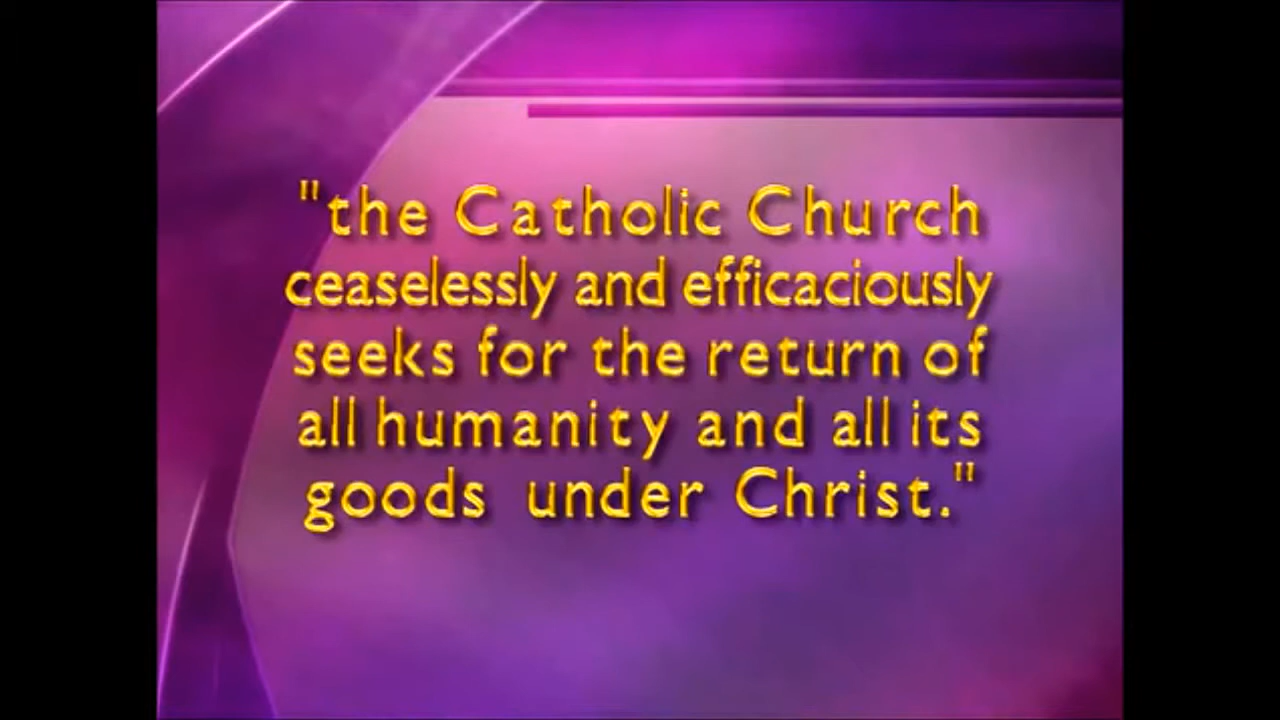 "the Catholic Church
ceaselessly and efficaciously
seeks for the return of
all humanity and all its
goods under Christ."